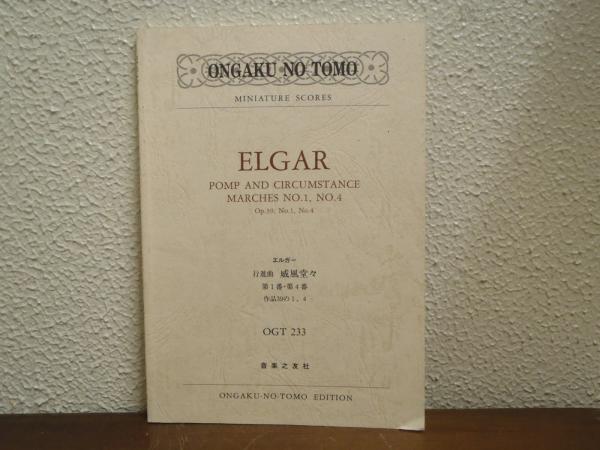 ONGAKU NO TOMO
MINIATURE SCORES
ELGAR
POMP AND CIRCUMSTANCE
MARCHES NO.1, NO.4
Op.39, No.1, No.4
エルガー
行進曲 威風堂々
第1番・第4番
作品39の1、4
OGT 233
音楽之友社
ONGAKU-NO-TOMO EDITION